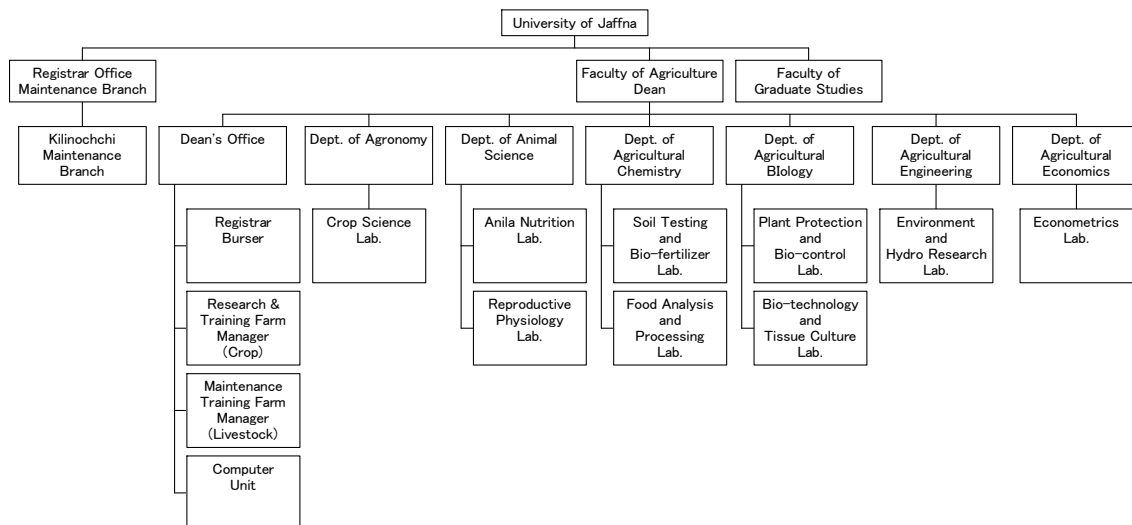 University of Jaffna
Registrar Office
Maintenance Branch
Faculty of Agriculture
Dean
Faculty of
Graduate Studies
Kilinochchi
Maintenance
Branch
Dean's Office
Dept. of Agronomy
Dept. of Animal
Science
Dept. of
Agricultural
Chemistry
Dept. of
Agricultural
BIology
Dept. of
Agricultural
Engineering
Dept. of
Agricultural
Economics
Registrar
Burser
Crop Science
Lab.
Anila Nutrition
Lab.
Soil Testing
and
Bio-fertilizer
Lab.
Plant Protection
and
Bio-control
Lab.
Environment
and
Hydro Research
Lab.
Econometrics
Lab.
Research &
Training Farm
Manager
(Crop)
Reproductive
Physiology
Lab.
Food Analysis
and
Processing
Lab.
Bio-technology
and
Tissue Culture
Lab.
Maintenance
Training Farm
Manager
(Livestock)
Computer
Unit